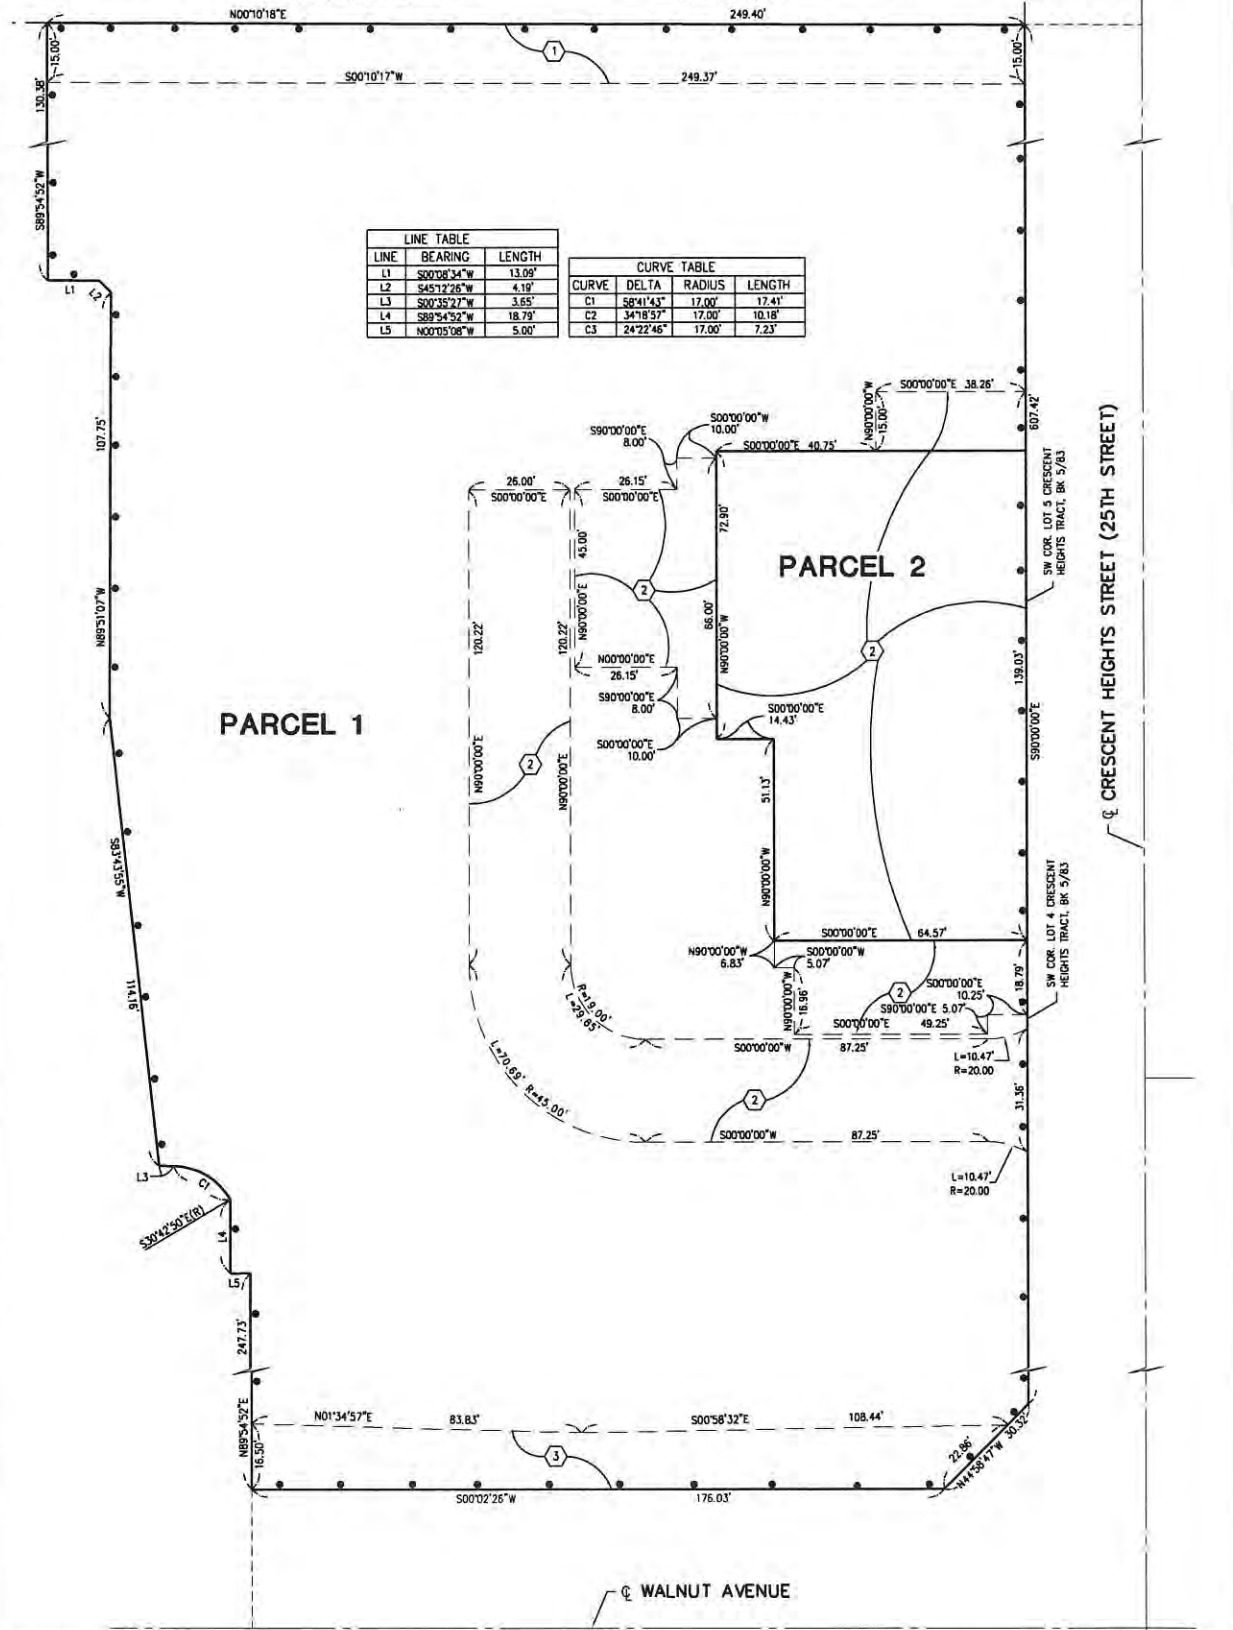 N00°10'18"E 249.40'
15.00'
15.00'
1
S00°10'17"W 249.37'
130.38'
S89°54'52"W
LINE TABLE
LINE BEARING LENGTH
L1 S00°08'34"W 13.09'
L2 S45°12'26"W 4.19'
L3 S00°35'27"W 3.65'
L4 S89°54'52"W 18.79'
L5 N00°05'08"W 5.00'
CURVE TABLE
CURVE DELTA RADIUS LENGTH
C1 58°41'43" 17.00' 17.41'
C2 34°18'57" 17.00' 10.18'
C3 24°22'46" 17.00' 7.23'
L1
L2
107.75'
N89°51'07"W
S00°00'00"E 38.26'
N90°00'00"W
15.00'
607.42'
S00°00'00"W
10.00'
S90°00'00"E
8.00'
S00°00'00"E 40.75'
26.00'
S00°00'00"E
26.15'
S00°00'00"E
72.90'
45.00'
N90°00'00"E
2
66.00'
N90°00'00"W
PARCEL 2
SW COR. LOT 5 CRESCENT
HEIGHTS TRACT, BK 5/83
℄ CRESCENT HEIGHTS STREET (25TH STREET)
120.22'
120.22'
N00°00'00"E
26.15'
S90°00'00"E
8.00'
S00°00'00"E
10.00'
S00°00'00"E
14.43'
2
139.03'
S90°00'00"E
PARCEL 1
N90°00'00"E
2
N90°00'00"E
51.13'
N90°00'00"W
S83°43'55"W
114.16'
SW COR. LOT 4 CRESCENT
HEIGHTS TRACT, BK 5/83
S00°00'00"E 64.57'
N90°00'00"W
6.83'
S00°00'00"W
5.07'
N90°00'00"W
16.96'
2
S00°00'00"E
10.25'
S90°00'00"E 5.07'
18.79'
S00°00'00"E 49.25'
R=19.00'
L=29.85'
S00°00'00"W 87.25'
L=10.47'
R=20.00
L=70.69' R=45.00'
2
31.36'
S00°00'00"W 87.25'
L=10.47'
R=20.00
L3
C1
S30°42'50"E(R)
L4
L5
247.73'
N89°54'52"E
16.50'
N01°34'57"E 83.83'
S00°58'32"E 108.44'
3
22.86'
N44°58'47"W 30.32'
S00°02'26"W 176.03'
℄ WALNUT AVENUE